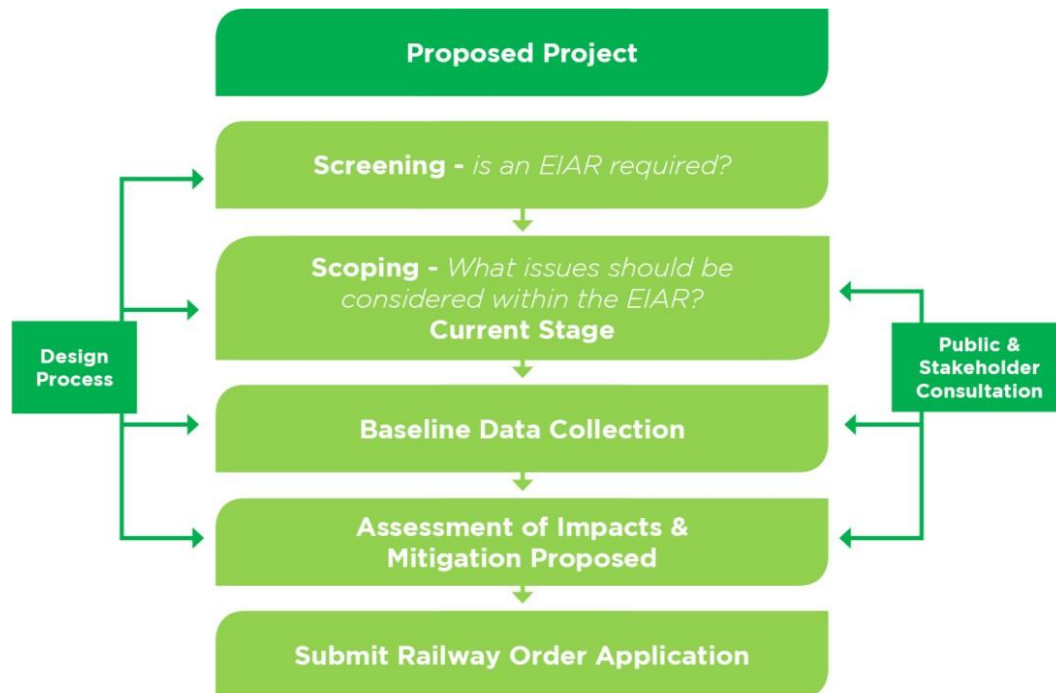 Proposed Project
Screening - is an EIAR required?
Scoping - What issues should be
considered within the EIAR?
Current Stage
Design
Process
Public &
Stakeholder
Consultation
Baseline Data Collection
Assessment of Impacts &
Mitigation Proposed
Submit Railway Order Application